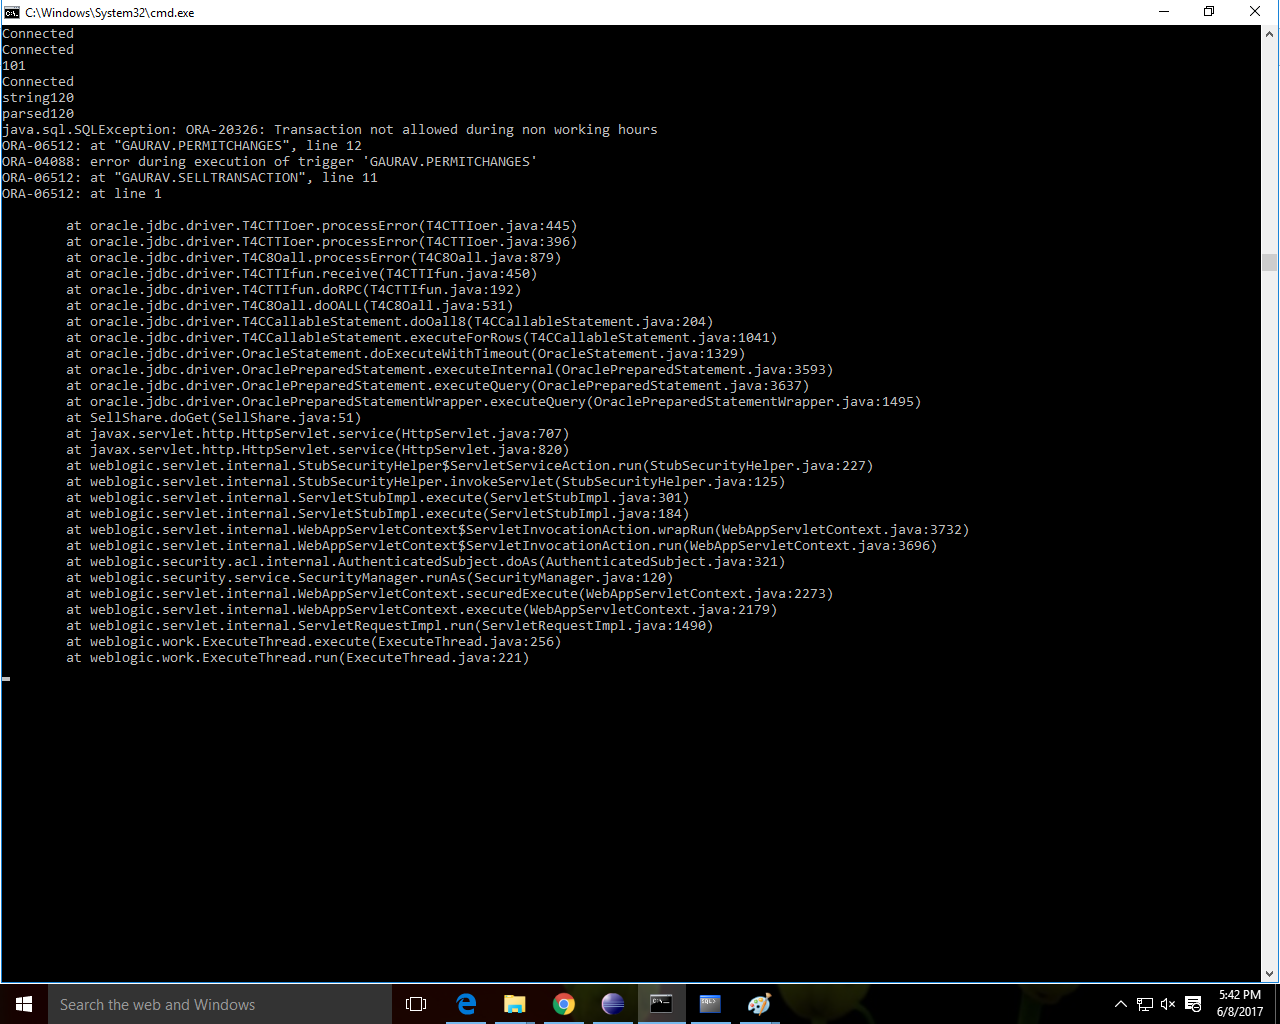 C:\Windows\System32\cmd.exe
Connected
Connected
101
Connected
string120
parsed120
java.sql.SQLException: ORA-20326: Transaction not allowed during non working hours
ORA-06512: at "GAURAV.PERMITCHANGES", line 12
ORA-04088: error during execution of trigger 'GAURAV.PERMITCHANGES'
ORA-06512: at "GAURAV.SELLTRANSACTION", line 11
ORA-06512: at line 1
at oracle.jdbc.driver.T4CTTIoer.processError(T4CTTIoer.java:445)
at oracle.jdbc.driver.T4CTTIoer.processError(T4CTTIoer.java:396)
at oracle.jdbc.driver.T4C8Oall.processError(T4C8Oall.java:879)
at oracle.jdbc.driver.T4CTTIfun.receive(T4CTTIfun.java:450)
at oracle.jdbc.driver.T4CTTIfun.doRPC(T4CTTIfun.java:192)
at oracle.jdbc.driver.T4C8Oall.doOALL(T4C8Oall.java:531)
at oracle.jdbc.driver.T4CCallableStatement.doOall8(T4CCallableStatement.java:204)
at oracle.jdbc.driver.T4CCallableStatement.executeForRows(T4CCallableStatement.java:1041)
at oracle.jdbc.driver.OracleStatement.doExecuteWithTimeout(OracleStatement.java:1329)
at oracle.jdbc.driver.OraclePreparedStatement.executeInternal(OraclePreparedStatement.java:3593)
at oracle.jdbc.driver.OraclePreparedStatement.executeQuery(OraclePreparedStatement.java:3637)
at oracle.jdbc.driver.OraclePreparedStatementWrapper.executeQuery(OraclePreparedStatementWrapper.java:1495)
at SellShare.doGet(SellShare.java:51)
at javax.servlet.http.HttpServlet.service(HttpServlet.java:707)
at javax.servlet.http.HttpServlet.service(HttpServlet.java:820)
at weblogic.servlet.internal.StubSecurityHelper$ServletServiceAction.run(StubSecurityHelper.java:227)
at weblogic.servlet.internal.StubSecurityHelper.invokeServlet(StubSecurityHelper.java:125)
at weblogic.servlet.internal.ServletStubImpl.execute(ServletStubImpl.java:301)
at weblogic.servlet.internal.ServletStubImpl.execute(ServletStubImpl.java:184)
at weblogic.servlet.internal.WebAppServletContext$ServletInvocationAction.wrapRun(WebAppServletContext.java:3732)
at weblogic.servlet.internal.WebAppServletContext$ServletInvocationAction.run(WebAppServletContext.java:3696)
at weblogic.security.acl.internal.AuthenticatedSubject.doAs(AuthenticatedSubject.java:321)
at weblogic.security.service.SecurityManager.runAs(SecurityManager.java:120)
at weblogic.servlet.internal.WebAppServletContext.securedExecute(WebAppServletContext.java:2273)
at weblogic.servlet.internal.WebAppServletContext.execute(WebAppServletContext.java:2179)
at weblogic.servlet.internal.ServletRequestImpl.run(ServletRequestImpl.java:1490)
at weblogic.work.ExecuteThread.execute(ExecuteThread.java:256)
at weblogic.work.ExecuteThread.run(ExecuteThread.java:221)
Search the web and Windows
5:42 PM
6/8/2017